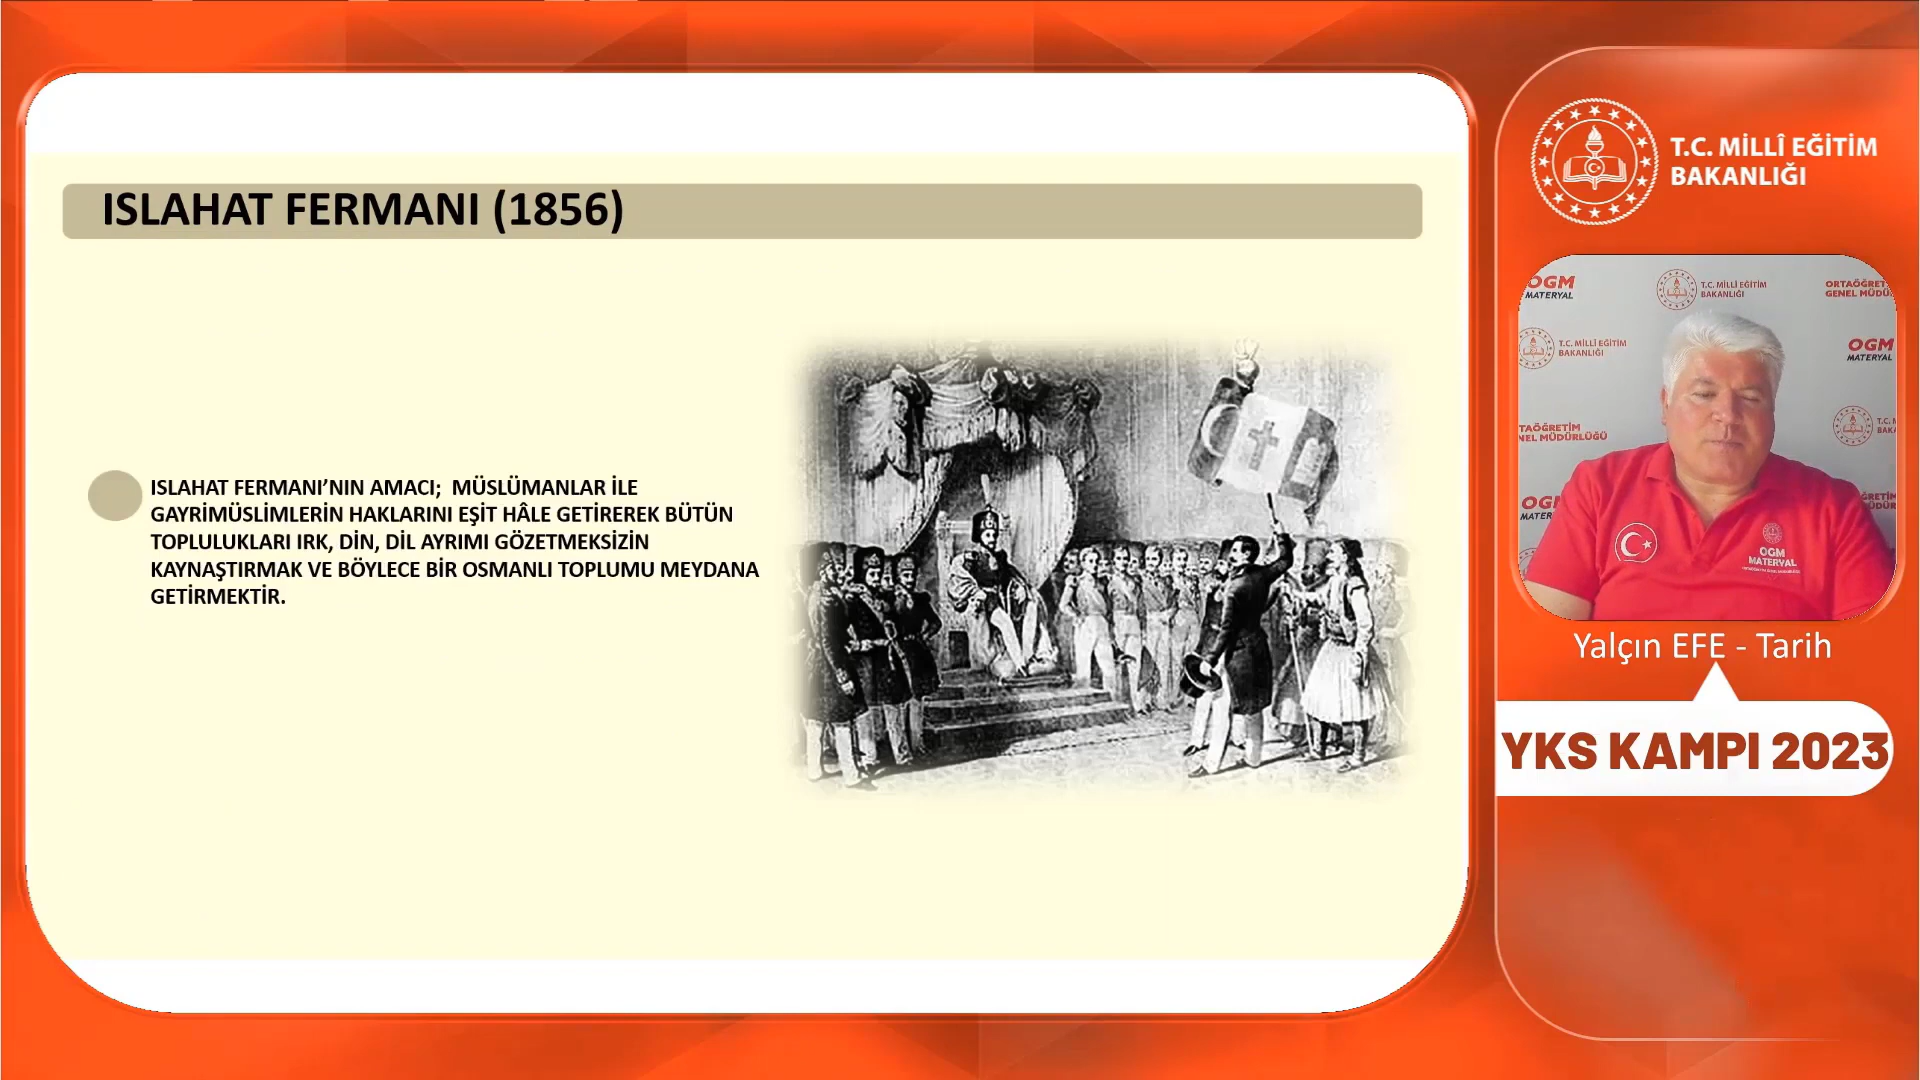 ISLAHAT FERMANI (1856)
ISLAHAT FERMANI’NIN AMACI; MÜSLÜMANLAR İLE
GAYRİMÜSLİMLERİN HAKLARINI EŞİT HÂLE GETİREREK BÜTÜN
TOPLULUKLARI IRK, DİN, DİL AYRIMI GÖZETMEKSİZİN
KAYNAŞTIRMAK VE BÖYLECE BİR OSMANLI TOPLUMU MEYDANA
GETİRMEKTİR.
T.C. MİLLÎ EĞİTİM
BAKANLIĞI
OGM
MATERYAL
T.C. MİLLİ EĞİTİM
BAKANLIĞI
ORTAÖĞRET
GENEL MÜDÜ
T.C. MİLLİ EĞİTİM
BAKANLIĞI
OGM
MATERYAL
TAÖĞRETİM
NEL MÜDÜRLÜĞÜ
OGM
MATERYAL
Yalçın EFE - Tarih
YKS KAMPI 2023